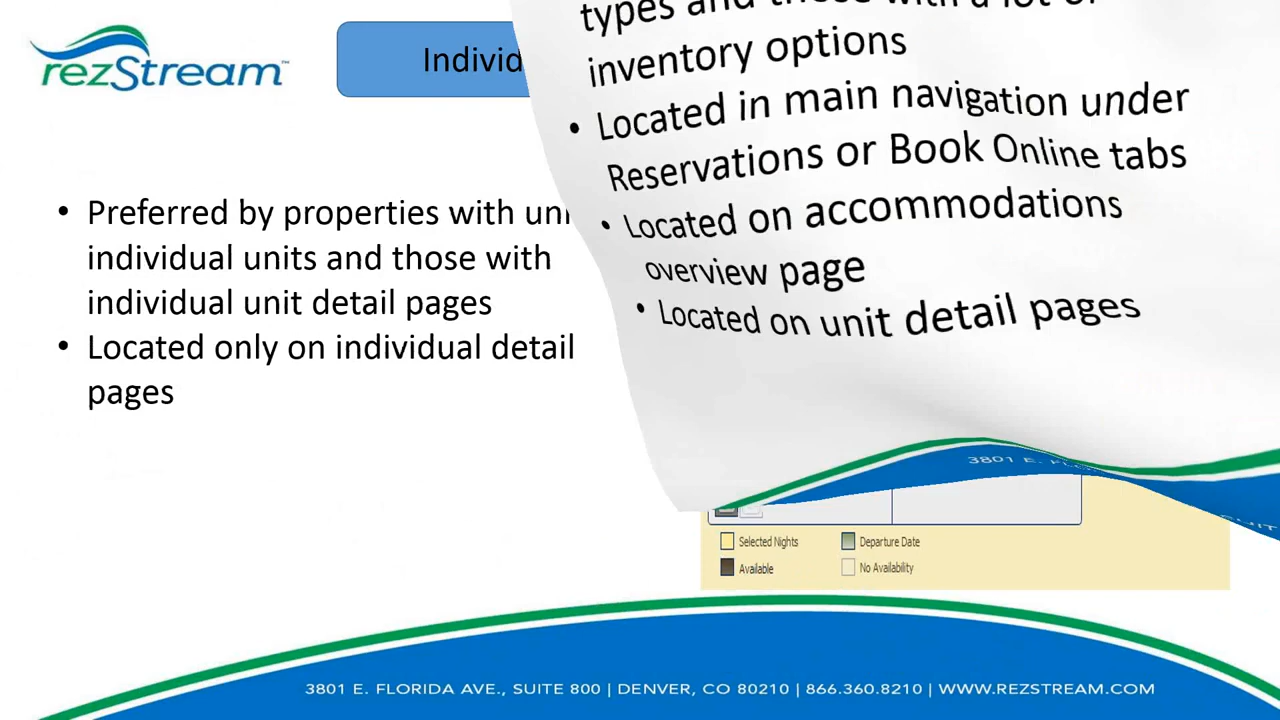 rezStream™
Individ
Preferred by properties with uni
individual units and those with
individual unit detail pages
• Located only on individual detail
pages
types and those with a lot of
inventory options
• Located in main navigation under
Reservations or Book Online tabs
• Located on accommodations
overview page
• Located on unit detail pages
3801 E.
Selected Nights
Departure Date
Available
No Availability
3801 E. FLORIDA AVE., SUITE 800 | DENVER, CO 80210 | 866.360.8210 | WWW.REZSTREAM.COM